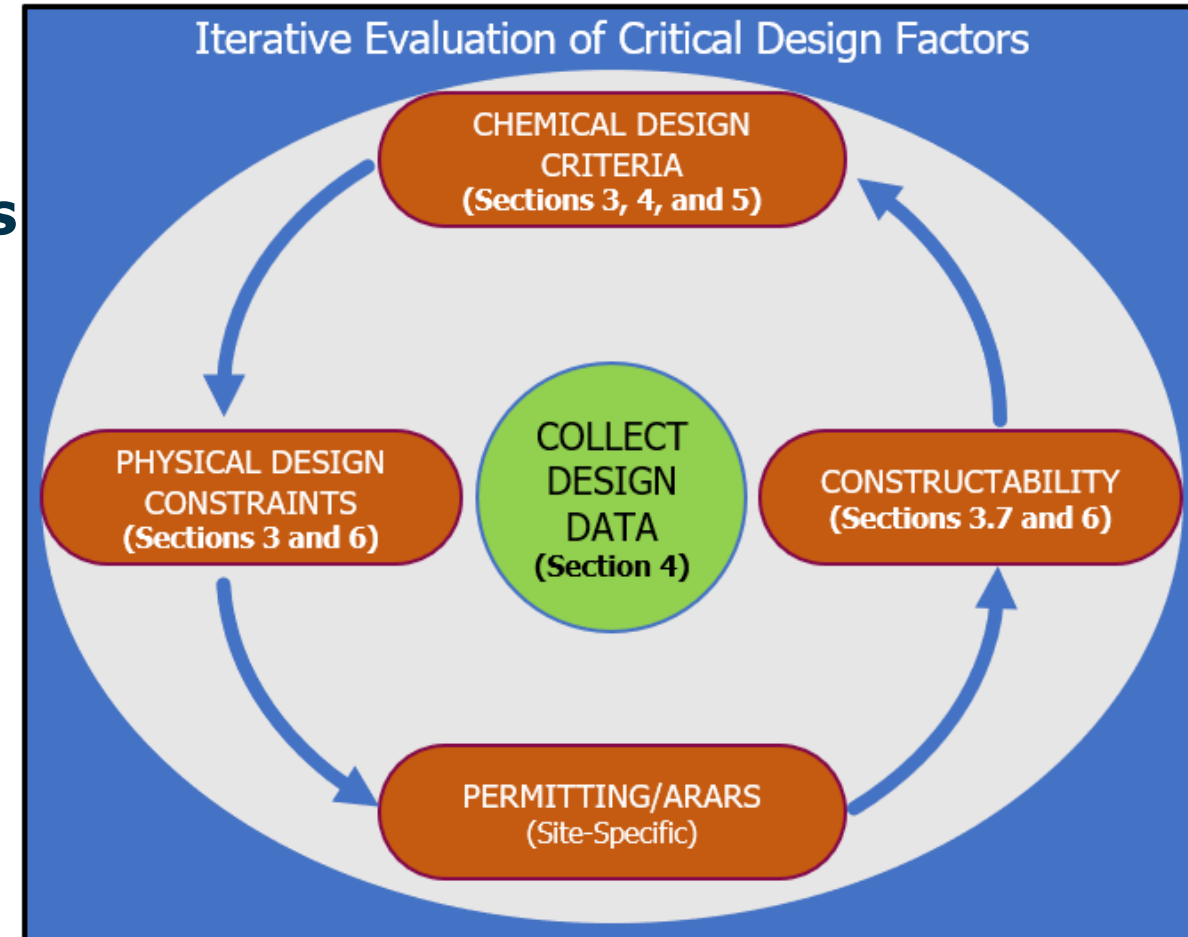 Iterative Evaluation of Critical Design Factors
CHEMICAL DESIGN
CRITERIA
(Sections 3, 4, and 5)
s
PHYSICAL DESIGN
CONSTRAINTS
(Sections 3 and 6)
COLLECT
DESIGN
DATA
(Section 4)
CONSTRUCTABILITY
(Sections 3.7 and 6)
PERMITTING/ARARS
(Site-Specific)